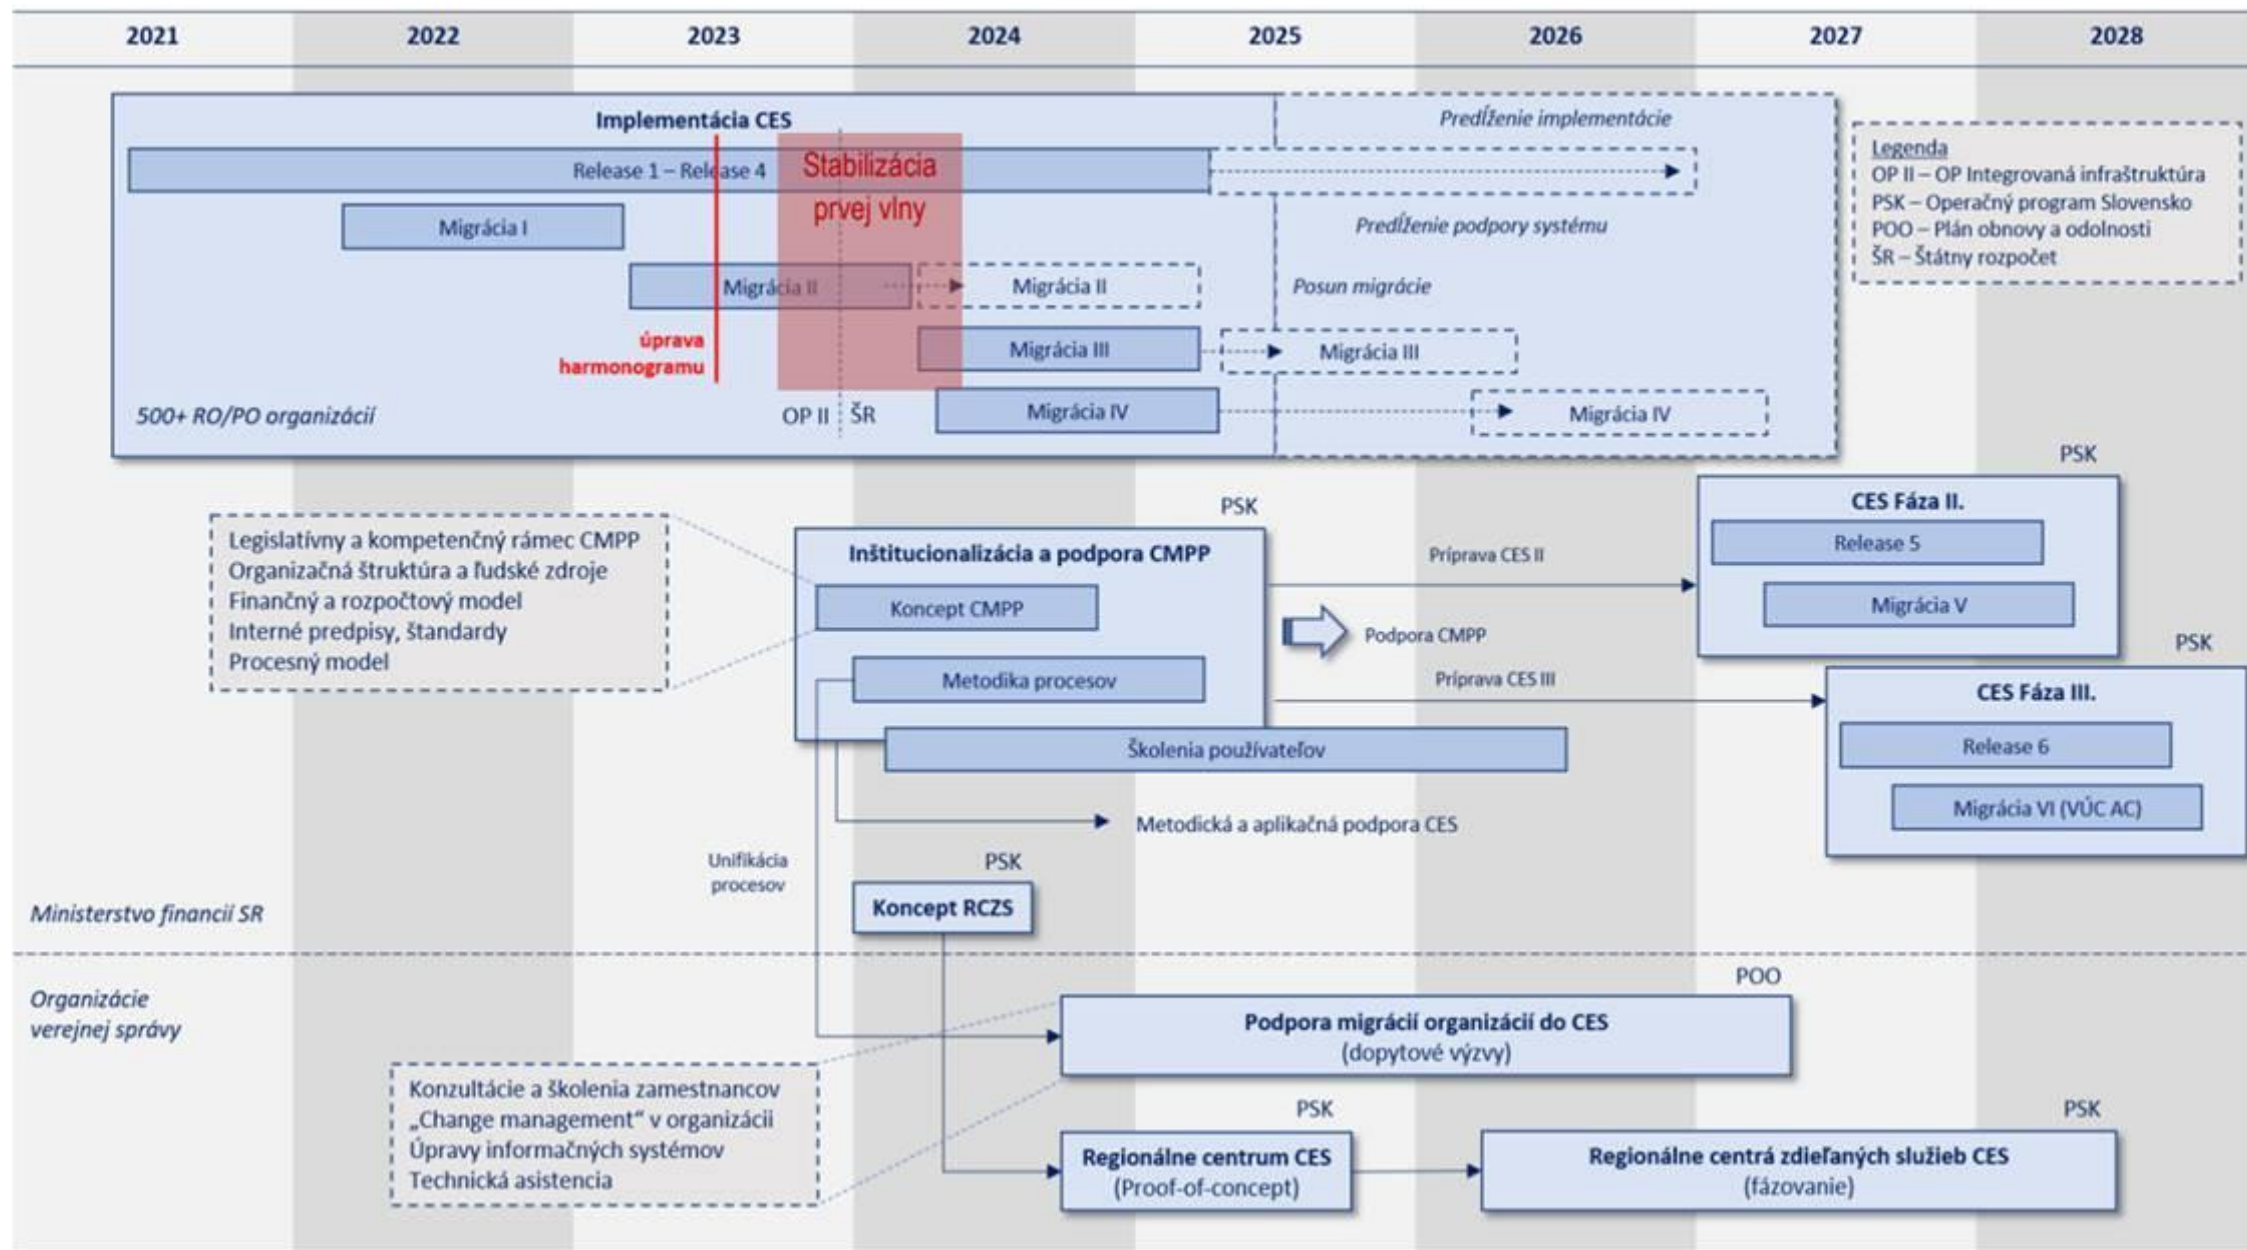 2021
2022
2023
2024
2025
2026
2027
2028
Implementácia CES
Predĺženie implementácie
Release 1 – Release 4
Stabilizácia
prvej vlny
Migrácia I
Predĺženie podpory systému
Migrácia II
Migrácia II
Posun migrácie
úprava
harmonogramu
Migrácia III
Migrácia III
500+ RO/PO organizácií
OP II
ŠR
Migrácia IV
Migrácia IV
Legenda
OP II – OP Integrovaná infraštruktúra
PSK – Operačný program Slovensko
POO – Plán obnovy a odolnosti
ŠR – Štátny rozpočet
Legislatívny a kompetenčný rámec CMPP
Organizačná štruktúra a ľudské zdroje
Finančný a rozpočtový model
Interné predpisy, štandardy
Procesný model
PSK
Inštitucionalizácia a podpora CMPP
Koncept CMPP
Metodika procesov
Školenia používateľov
Príprava CES II
Podpora CMPP
Príprava CES III
PSK
CES Fáza II.
Release 5
Migrácia V
PSK
CES Fáza III.
Release 6
Migrácia VI (VÚC AC)
Metodická a aplikačná podpora CES
Unifikácia
procesov
PSK
Koncept RCZS
Ministerstvo financií SR
Organizácie
verejnej správy
POO
Podpora migrácií organizácií do CES
(dopytové výzvy)
Konzultácie a školenia zamestnancov
„Change management“ v organizácii
Úpravy informačných systémov
Technická asistencia
PSK
Regionálne centrum CES
(Proof-of-concept)
PSK
Regionálne centrá zdieľaných služieb CES
(fázovanie)